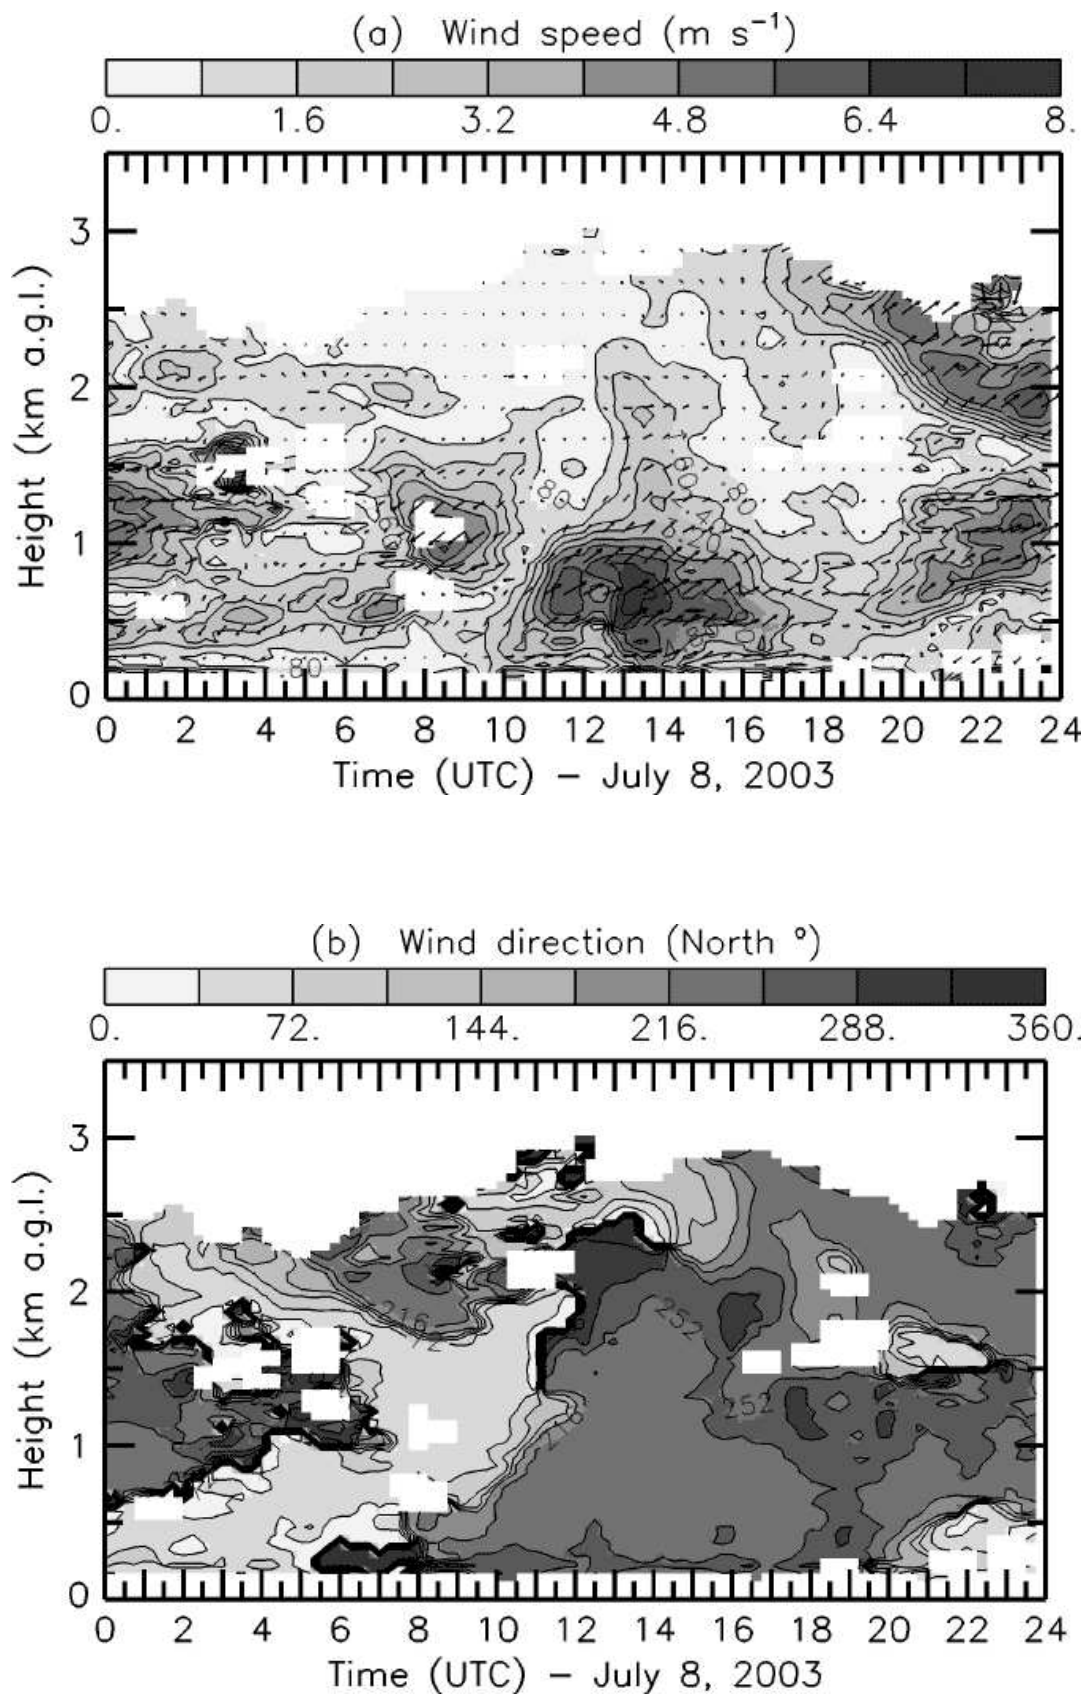 (a) Wind speed (m s⁻¹)
0. 1.6 3.2 4.8 6.4 8.
Height (km a.g.l.)
3
2
1
0
.80
0 2 4 6 8 10 12 14 16 18 20 22 24
Time (UTC) – July 8, 2003
(b) Wind direction (North °)
0. 72. 144. 216. 288. 360.
Height (km a.g.l.)
3
2
252
252
1
0
0 2 4 6 8 10 12 14 16 18 20 22 24
Time (UTC) – July 8, 2003